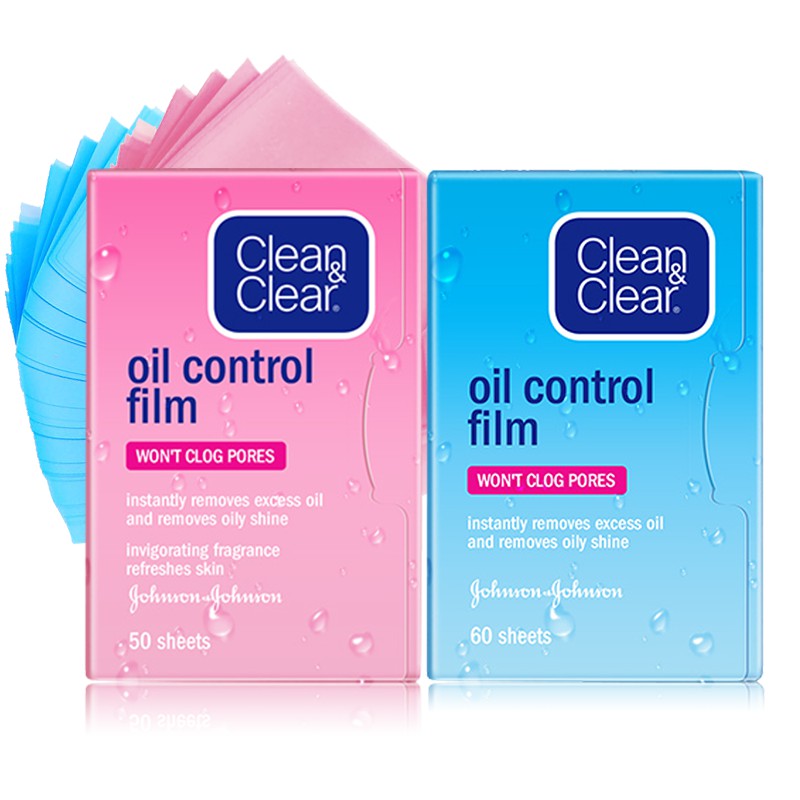 Clean &
Clear®
oil control
film
WON'T CLOG PORES
instantly removes excess oil
and removes oily shine
invigorating fragrance
refreshes skin
Johnson & Johnson
50 sheets
Clean &
Clear®
oil control
film
WON'T CLOG PORES
instantly removes excess oil
and removes oily shine
Johnson & Johnson
60 sheets